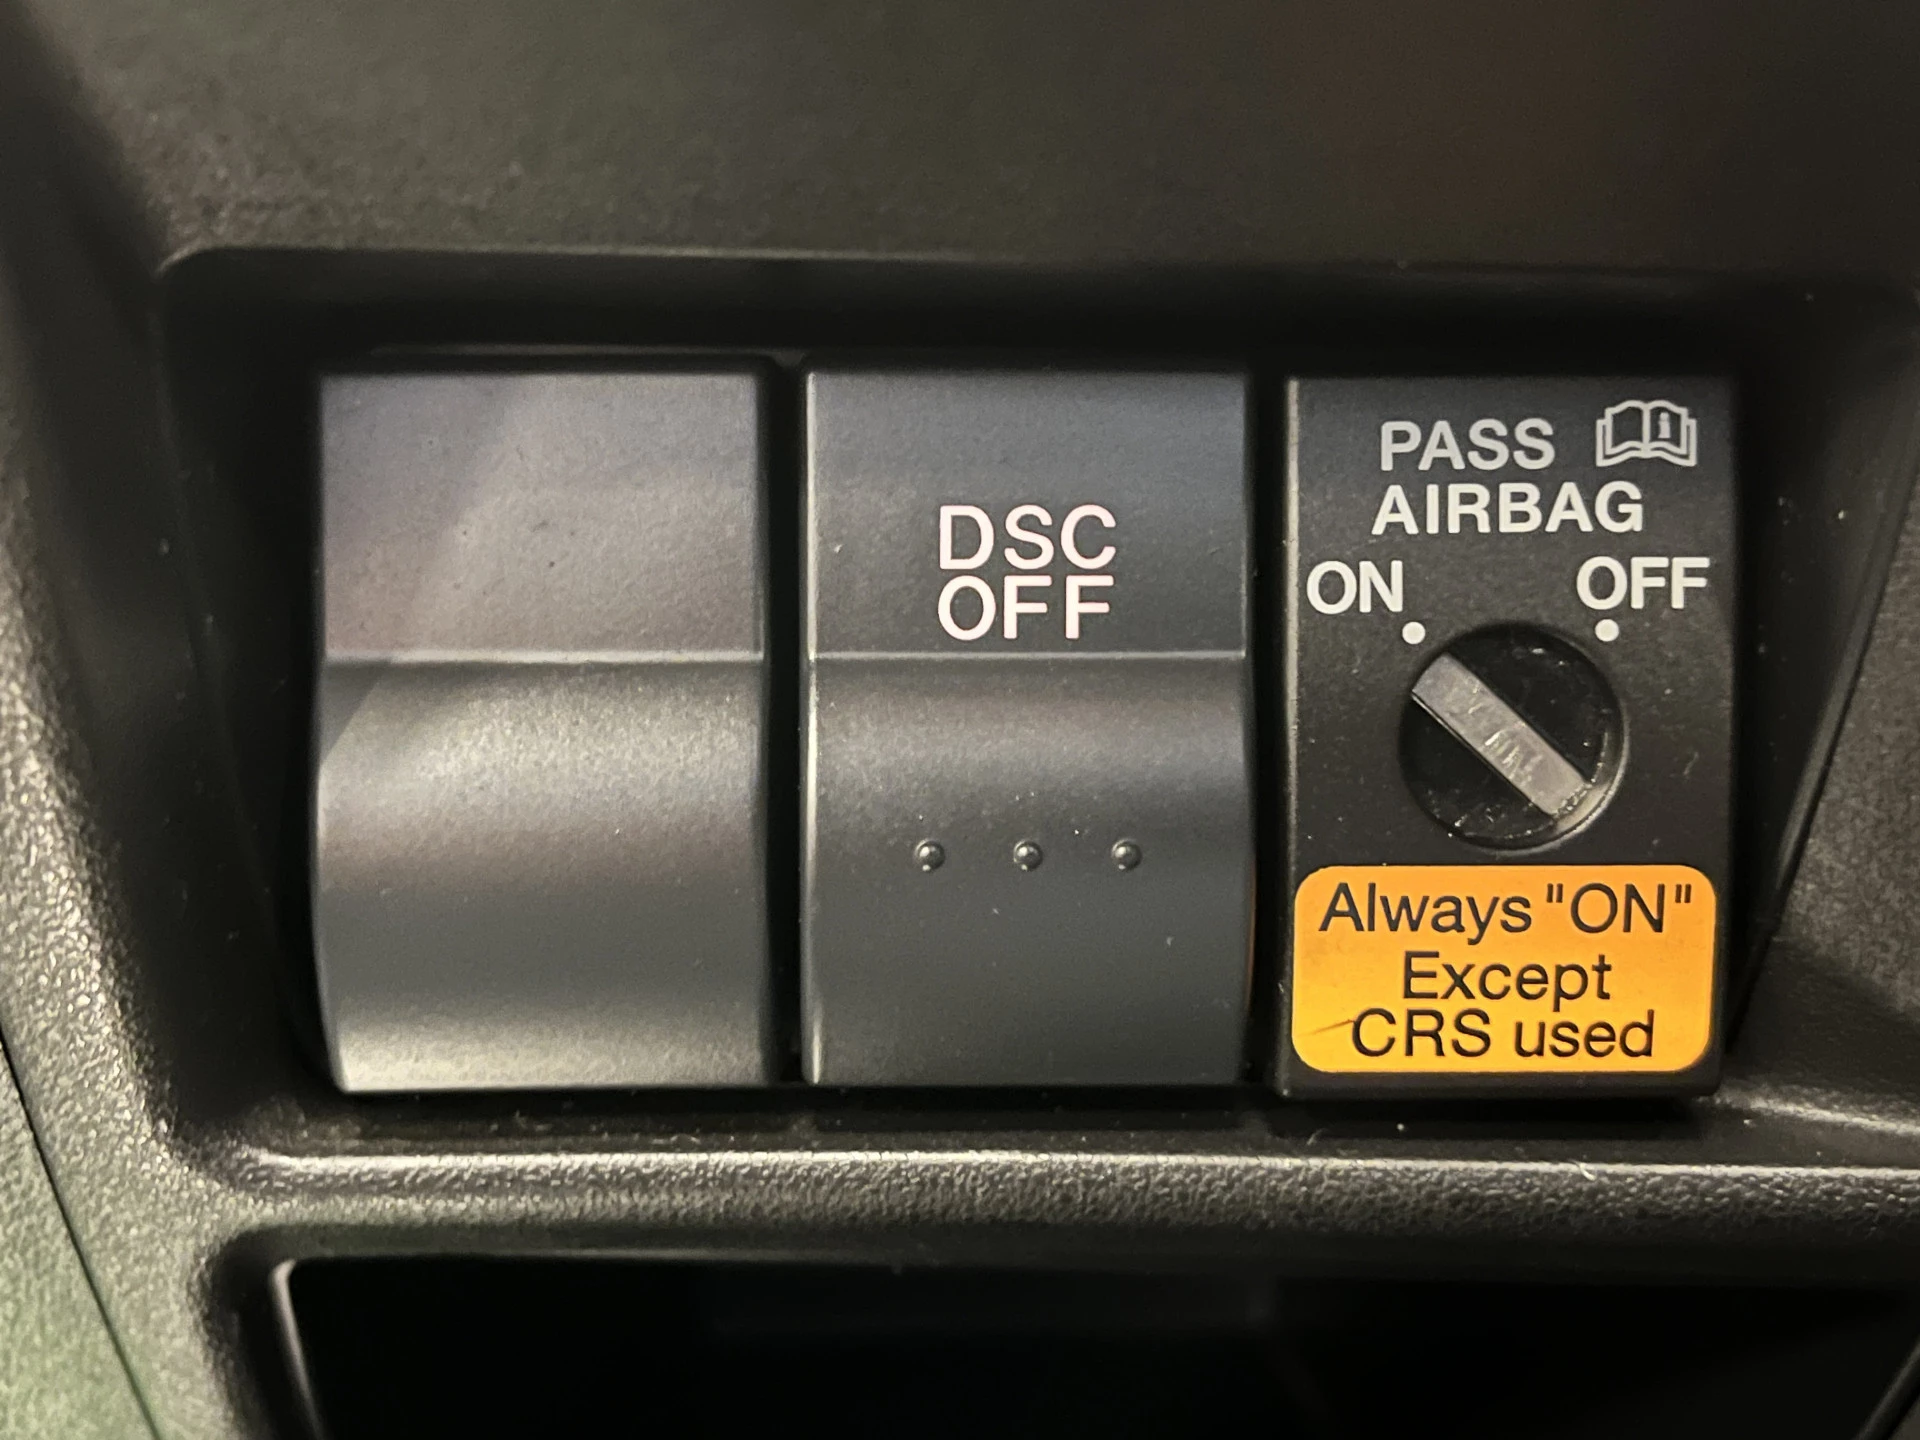 DSC
OFF
PASS
AIRBAG
ON OFF
Always "ON"
Except
CRS used